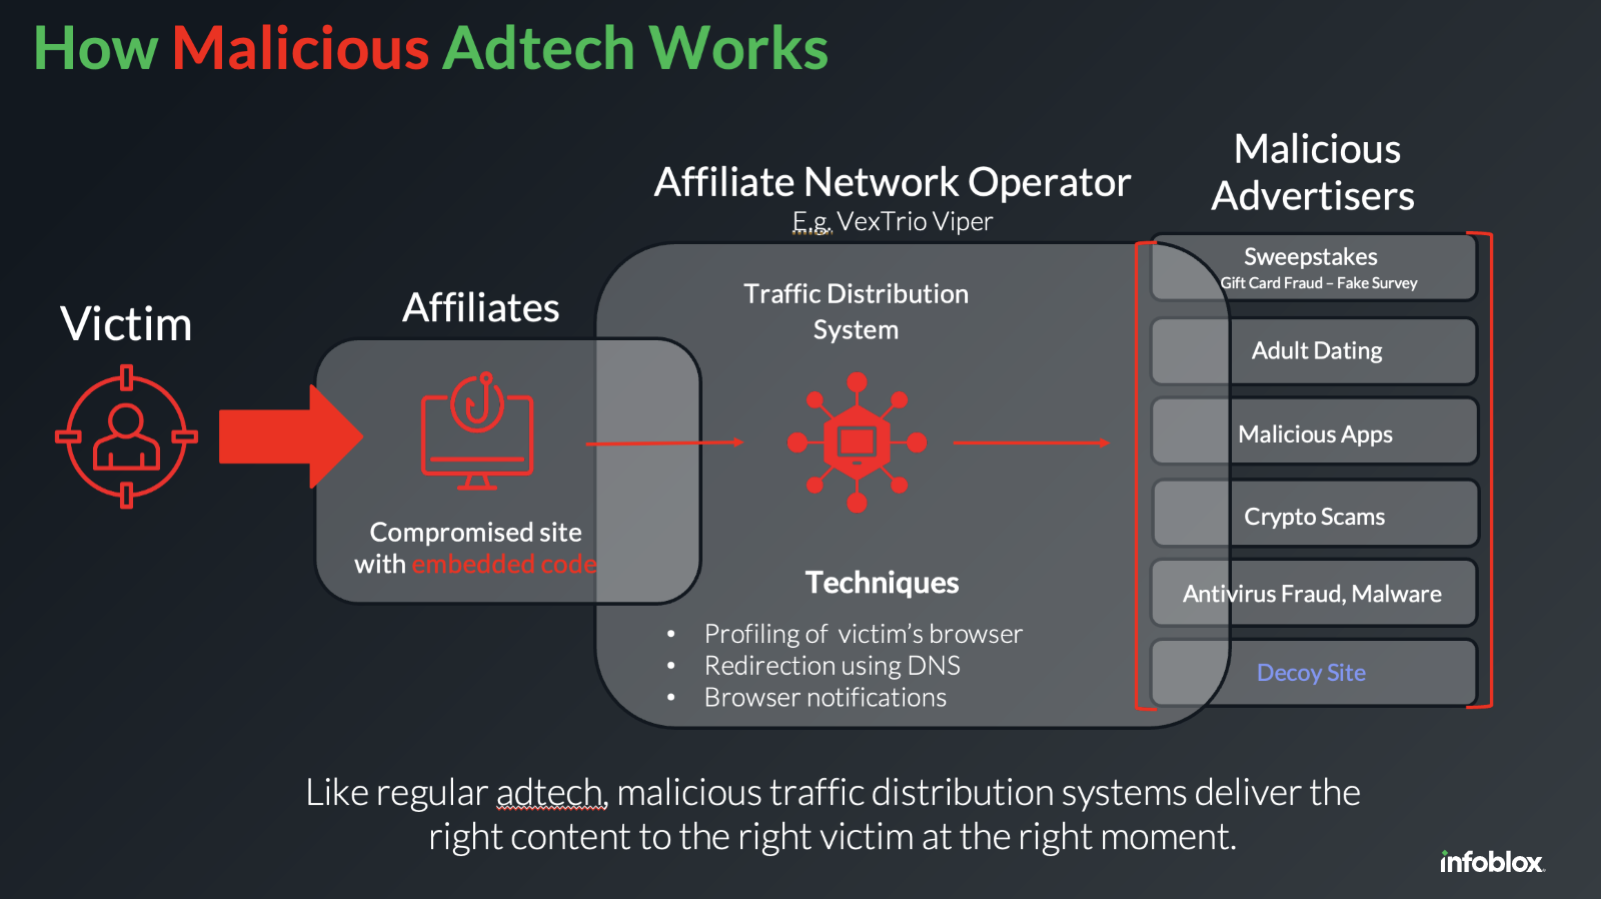 How Malicious Adtech Works
Victim
Affiliates
Compromised site
with embedded code
Affiliate Network Operator
E.g. VexTrio Viper
Traffic Distribution
System
Techniques
• Profiling of victim's browser
• Redirection using DNS
• Browser notifications
Malicious
Advertisers
Sweepstakes
Gift Card Fraud – Fake Survey
Adult Dating
Malicious Apps
Crypto Scams
Antivirus Fraud, Malware
Decoy Site
Like regular adtech, malicious traffic distribution systems deliver the
right content to the right victim at the right moment.
infoblox